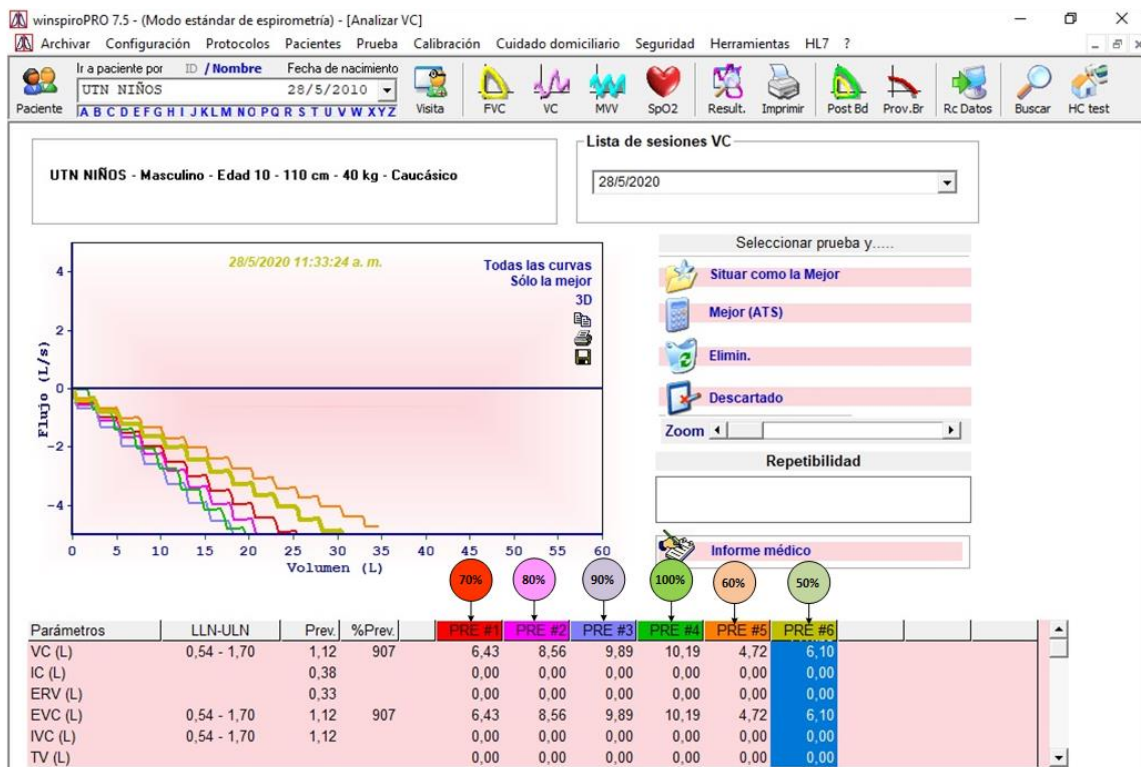 winspiroPRO 7.5 - (Modo estándar de espirometría) - [Analizar VC]
Archivar Configuración Protocolos Pacientes Prueba Calibración Cuidado domiciliario Seguridad Herramientas HL7 ?
Ir a paciente por ID / Nombre Fecha de nacimiento
UTN NIÑOS 28/5/2010
A B C D E F G H I J K L M N O P Q R S T U V W X Y Z
Paciente Visita FVC VC MVV SpO2 Result. Imprimir Post Bd Prov.Br Rc Datos Buscar HC test
Lista de sesiones VC
UTN NIÑOS - Masculino - Edad 10 - 110 cm - 40 kg - Caucásico
28/5/2020
Seleccionar prueba y.....
28/5/2020 11:33:24 a. m.
Todas las curvas
Sólo la mejor
3D
Situar como la Mejor
Mejor (ATS)
Elimin.
Descartado
Zoom
Repetibilidad
Informe médico
Flujo (L/s)
4
2
0
-2
-4
0 5 10 15 20 25 30 35 40 45 50 55 60
Volumen (L)
70% 80% 90% 100% 60% 50%
Parámetros LLN-ULN Prev. %Prev. PRE #1 PRE #2 PRE #3 PRE #4 PRE #5 PRE #6
VC (L) 0,54 - 1,70 1,12 907 6,43 8,56 9,89 10,19 4,72 6,10
IC (L) 0,38 0,00 0,00 0,00 0,00 0,00 0,00
ERV (L) 0,33 0,00 0,00 0,00 0,00 0,00 0,00
EVC (L) 0,54 - 1,70 1,12 907 6,43 8,56 9,89 10,19 4,72 6,10
IVC (L) 0,54 - 1,70 1,12 0,00 0,00 0,00 0,00 0,00 0,00
TV (L) 0,00 0,00 0,00 0,00 0,00 0,00